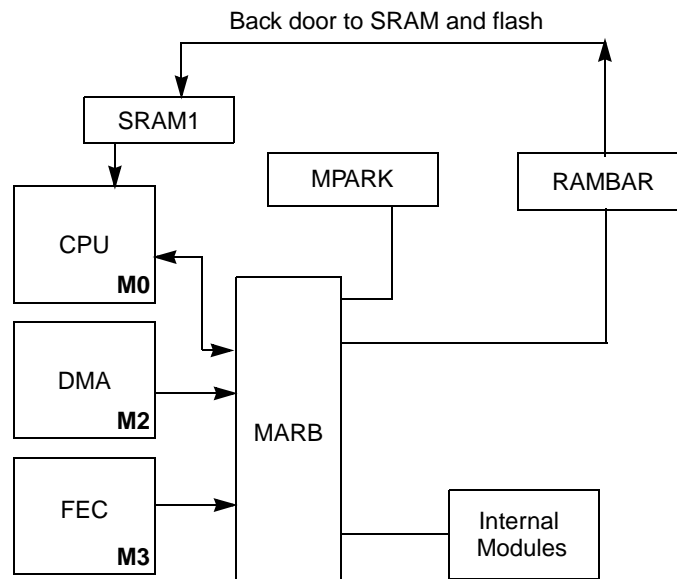 Back door to SRAM and flash
SRAM1
MPARK
RAMBAR
CPU
M0
DMA
M2
MARB
FEC
M3
Internal
Modules